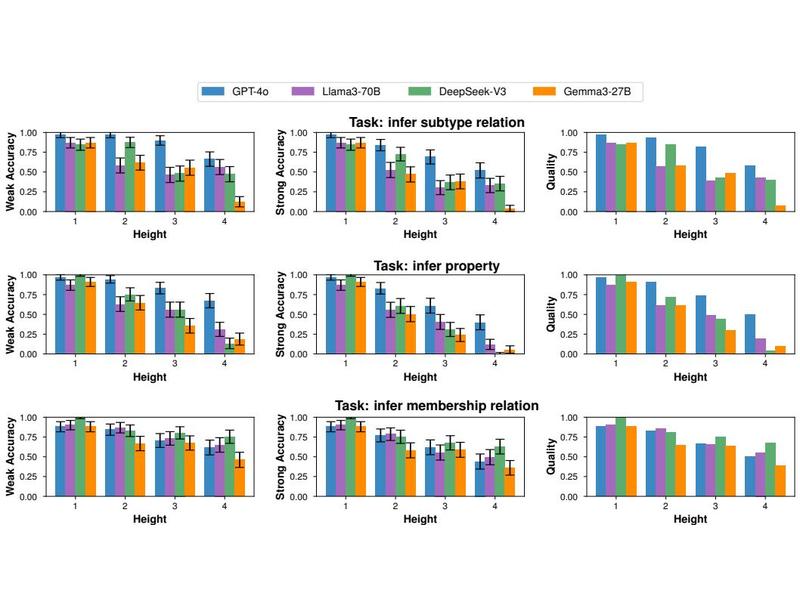 GPT-4o Llama3-70B DeepSeek-V3 Gemma3-27B
Task: infer subtype relation
Weak Accuracy
1.00
0.75
0.50
0.25
0.00
1 2 3 4
Height
Strong Accuracy
1.00
0.75
0.50
0.25
0.00
1 2 3 4
Height
Quality
1.00
0.75
0.50
0.25
0.00
1 2 3 4
Height
Task: infer property
Weak Accuracy
1.00
0.75
0.50
0.25
0.00
1 2 3 4
Height
Strong Accuracy
1.00
0.75
0.50
0.25
0.00
1 2 3 4
Height
Quality
1.00
0.75
0.50
0.25
0.00
1 2 3 4
Height
Task: infer membership relation
Weak Accuracy
1.00
0.75
0.50
0.25
0.00
1 2 3 4
Height
Strong Accuracy
1.00
0.75
0.50
0.25
0.00
1 2 3 4
Height
Quality
1.00
0.75
0.50
0.25
0.00
1 2 3 4
Height